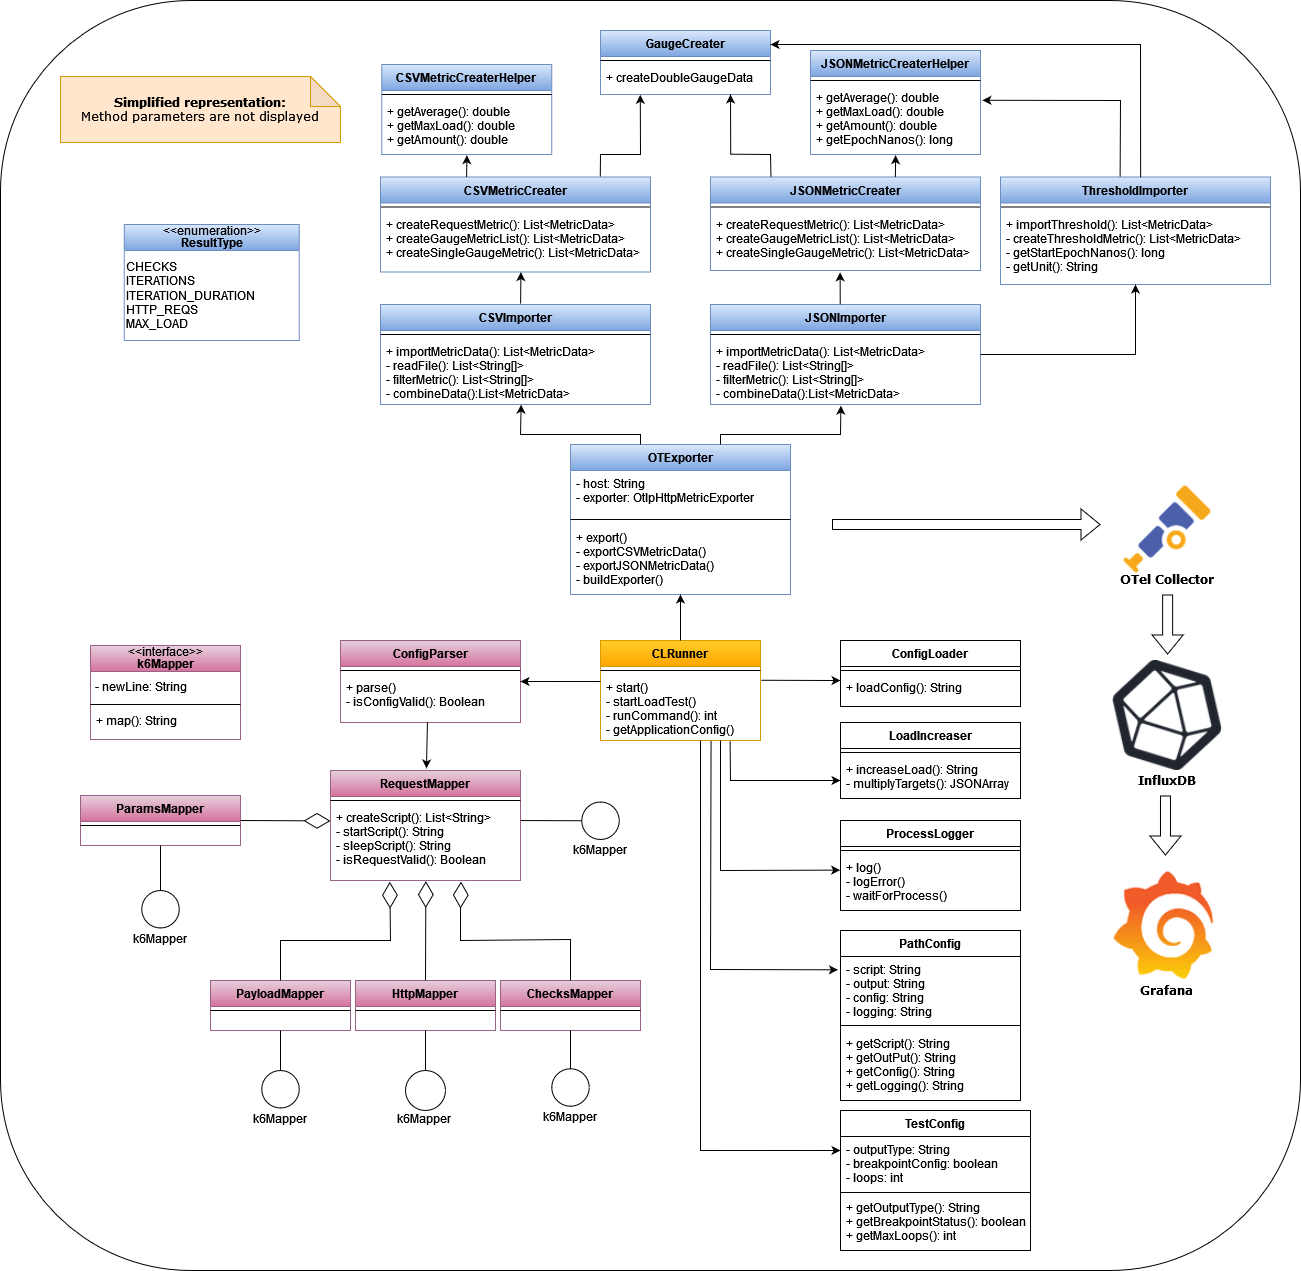 Simplified representation:
Method parameters are not displayed
GaugeCreater
+ createDoubleGaugeData
CSVMetricCreaterHelper
+ getAverage(): double
+ getMaxLoad(): double
+ getAmount(): double
JSONMetricCreaterHelper
+ getAverage(): double
+ getMaxLoad(): double
+ getAmount(): double
+ getEpochNanos(): long
CSVMetricCreater
+ createRequestMetric(): List<MetricData>
+ createGaugeMetricList(): List<MetricData>
+ createSingleGaugeMetric(): List<MetricData>
JSONMetricCreater
+ createRequestMetric(): List<MetricData>
+ createGaugeMetricList(): List<MetricData>
+ createSingleGaugeMetric(): List<MetricData>
ThresholdImporter
+ importThreshold(): List<MetricData>
- createThresholdMetric(): List<MetricData>
- getStartEpochNanos(): long
- getUnit(): String
<<enumeration>>
ResultType
CHECKS
ITERATIONS
ITERATION_DURATION
HTTP_REQS
MAX_LOAD
CSVImporter
+ importMetricData(): List<MetricData>
- readFile(): List<String[]>
- filterMetric(): List<String[]>
- combineData():List<MetricData>
JSONImporter
+ importMetricData(): List<MetricData>
- readFile(): List<String[]>
- filterMetric(): List<String[]>
- combineData():List<MetricData>
OTExporter
- host: String
- exporter: OtlpHttpMetricExporter
+ export()
- exportCSVMetricData()
- exportJSONMetricData()
- buildExporter()
OTel Collector
InfluxDB
Grafana
<<interface>>
k6Mapper
- newLine: String
+ map(): String
ConfigParser
+ parse()
- isConfigValid(): Boolean
CLRunner
+ start()
- startLoadTest()
- runCommand(): int
- getApplicationConfig()
ConfigLoader
+ loadConfig(): String
LoadIncreaser
+ increaseLoad(): String
- multiplyTargets(): JSONArray
ParamsMapper
k6Mapper
RequestMapper
+ createScript(): List<String>
- startScript(): String
- sleepScript(): String
- isRequestValid(): Boolean
k6Mapper
ProcessLogger
+ log()
- logError()
- waitForProcess()
PathConfig
- script: String
- output: String
- config: String
- logging: String
+ getScript(): String
+ getOutPut(): String
+ getConfig(): String
+ getLogging(): String
PayloadMapper
HttpMapper
ChecksMapper
k6Mapper
k6Mapper
k6Mapper
TestConfig
- outputType: String
- breakpointConfig: boolean
- loops: int
+ getOutputType(): String
+ getBreakpointStatus(): boolean
+ getMaxLoops(): int